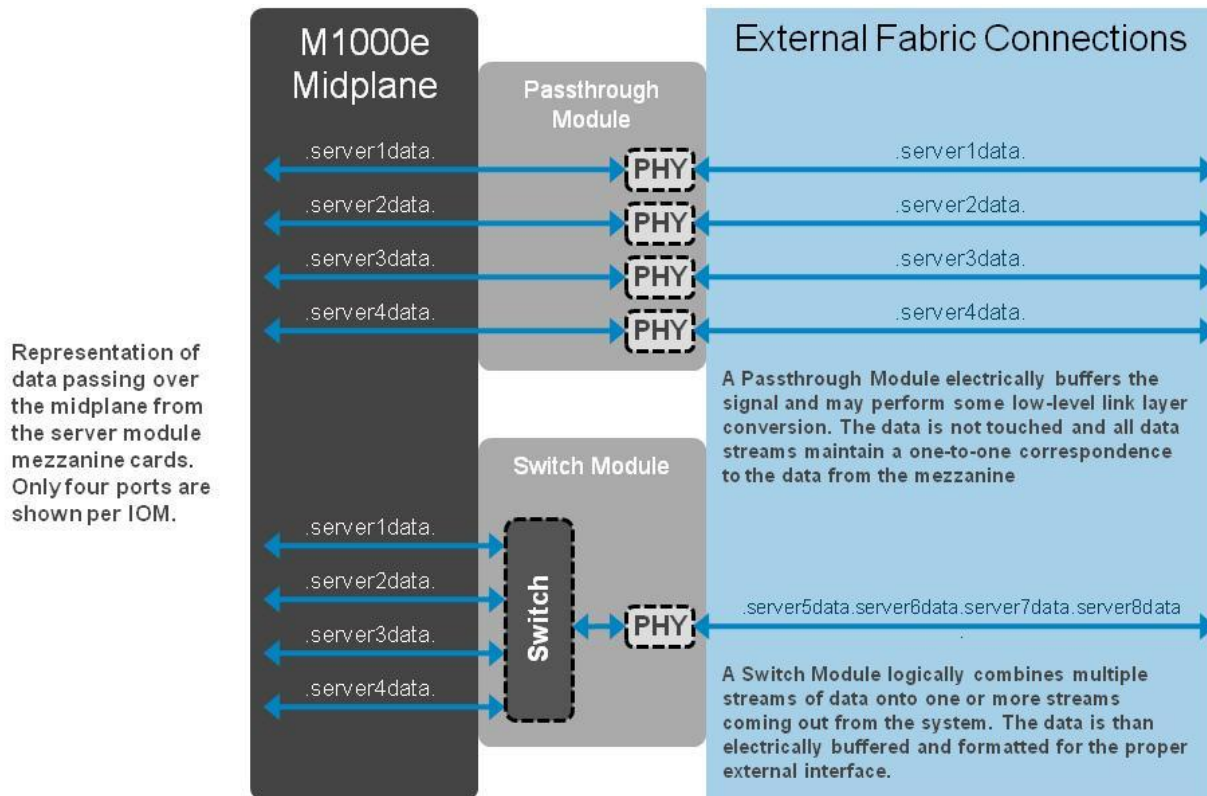 M1000e
Midplane
External Fabric Connections
Passthrough
Module
.server1data.
PHY
.server1data.
.server2data.
PHY
.server2data.
.server3data.
PHY
.server3data.
.server4data.
PHY
.server4data.
Representation of
data passing over
the midplane from
the server module
mezzanine cards.
Only four ports are
shown per IOM.
A Passthrough Module electrically buffers the
signal and may perform some low-level link layer
conversion. The data is not touched and all data
streams maintain a one-to-one correspondence
to the data from the mezzanine
Switch Module
.server1data.
.server2data.
.server3data.
.server4data.
Switch
PHY
.server5data.server6data.server7data.server8data
.
A Switch Module logically combines multiple
streams of data onto one or more streams
coming out from the system. The data is than
electrically buffered and formatted for the proper
external interface.